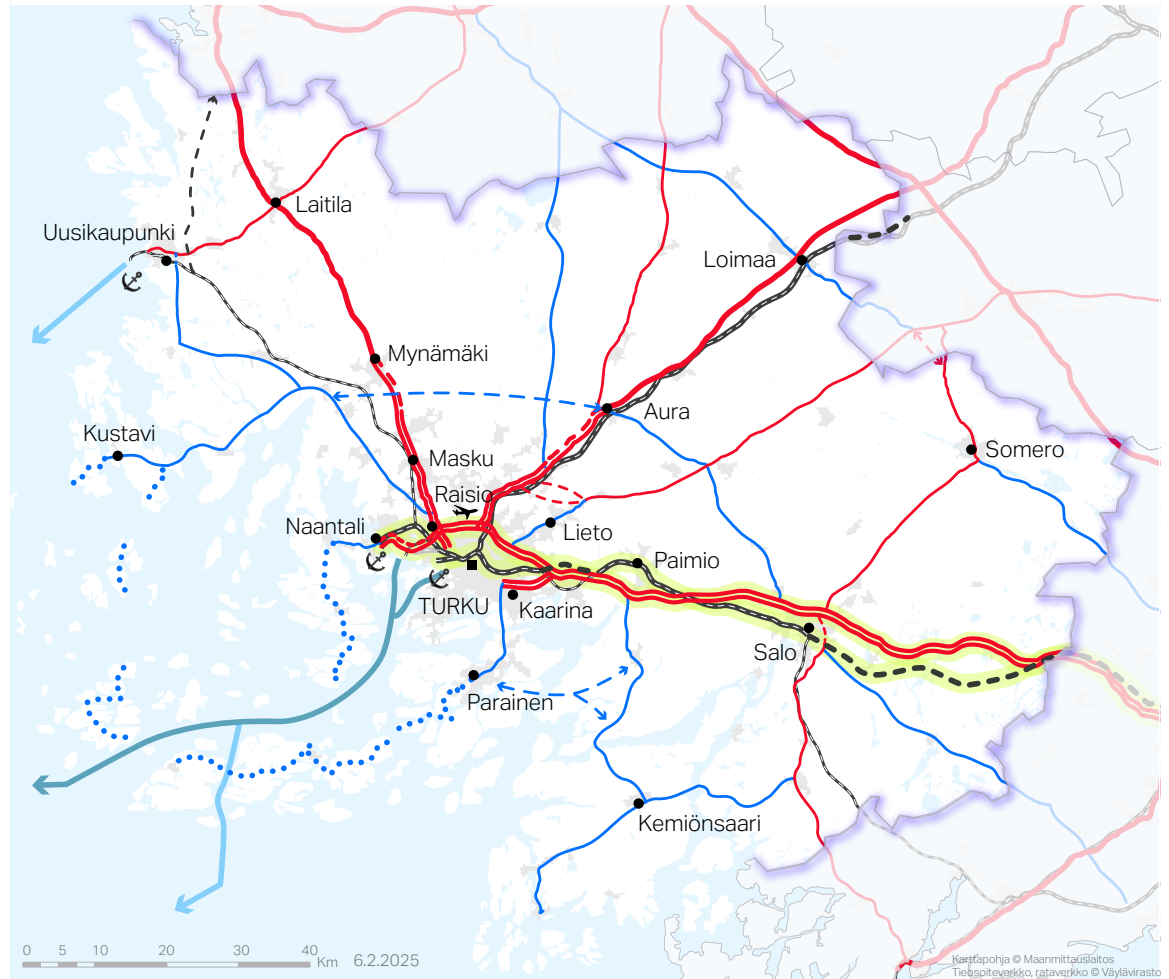 Laitila
Uusikaupunki
Loimaa
Mynämäki
Aura
Kustavi
Somero
Masku
Raisio
Naantali
Lieto
Paimio
TURKU
Kaarina
Salo
Parainen
Kemiönsaari
0 5 10 20 30 40 Km 6.2.2025
Karttapohja © Maanmittauslaitos
Tieosoiteverkko, rataverkko © Väylävirasto